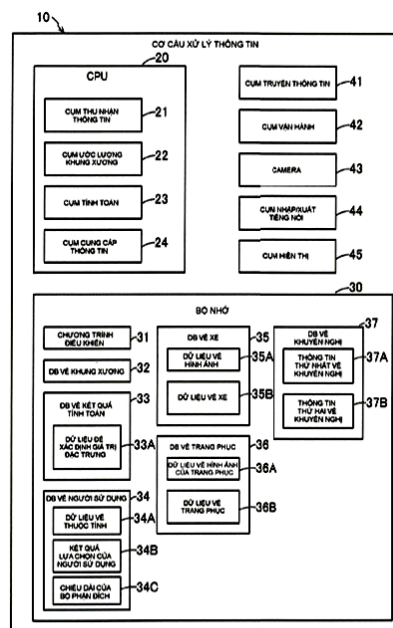 10
CƠ CẤU XỬ LÝ THÔNG TIN
20
CPU
CỤM THU NHẬN
THÔNG TIN
21
CỤM ƯỚC LƯỢNG
KHUNG XƯƠNG
22
CỤM TÍNH TOÁN
23
CỤM CUNG CẤP
THÔNG TIN
24
CỤM TRUYỀN THÔNG TIN
41
CỤM VẬN HÀNH
42
CAMERA
43
CỤM NHẬP/XUẤT
TIẾNG NÓI
44
CỤM HIỂN THỊ
45
30
BỘ NHỚ
CHƯƠNG TRÌNH
ĐIỀU KHIỂN
31
DB VỀ KHUNG XƯƠNG
32
33
DB VỀ KẾT QUẢ
TÍNH TOÁN
DỮ LIỆU ĐỂ
XÁC ĐỊNH GIÁ TRỊ
ĐẶC TRƯNG
33A
DB VỀ NGƯỜI SỬ DỤNG
34
DỮ LIỆU VỀ
THUỘC TÍNH
34A
KẾT QUẢ
LỰA CHỌN CỦA
NGƯỜI SỬ DỤNG
34B
CHIỀU DÀI CỦA
BỘ PHẬN ĐÍCH
34C
DB VỀ XE
35
DỮ LIỆU VỀ
HÌNH ẢNH
35A
DỮ LIỆU VỀ XE
35B
DB VỀ TRANG PHỤC
36
DỮ LIỆU VỀ HÌNH ẢNH
CỦA TRANG PHỤC
36A
DỮ LIỆU VỀ
TRANG PHỤC
36B
37
DB VỀ
KHUYẾN NGHỊ
THÔNG TIN
THỨ NHẤT VỀ
KHUYẾN NGHỊ
37A
THÔNG TIN
THỨ HAI VỀ
KHUYẾN NGHỊ
37B